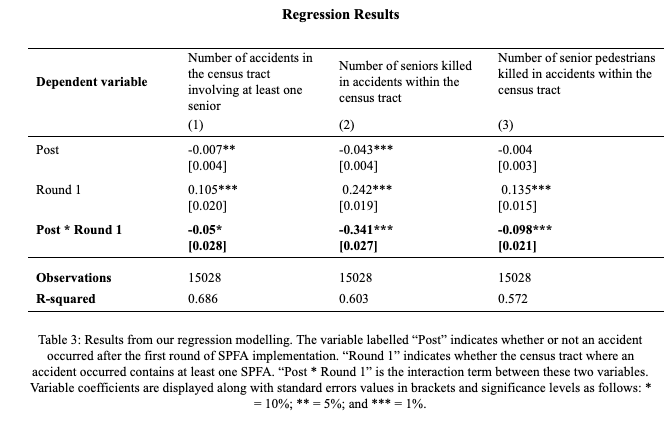 Regression Results
Dependent variable
Number of accidents in
the census tract
involving at least one
senior
Number of seniors killed
in accidents within the
census tract
Number of senior pedestrians
killed in accidents within the
census tract
(1) (2) (3)
Post -0.007** -0.043*** -0.004
[0.004] [0.004] [0.003]
Round 1 0.105*** 0.242*** 0.135***
[0.020] [0.019] [0.015]
Post * Round 1 -0.05* -0.341*** -0.098***
[0.028] [0.027] [0.021]
Observations 15028 15028 15028
R-squared 0.686 0.603 0.572
Table 3: Results from our regression modelling. The variable labelled “Post” indicates whether or not an accident
occurred after the first round of SPFA implementation. “Round 1” indicates whether the census tract where an
accident occurred contains at least one SPFA. “Post * Round 1” is the interaction term between these two variables.
Variable coefficients are displayed along with standard errors values in brackets and significance levels as follows: *
= 10%; ** = 5%; and *** = 1%.